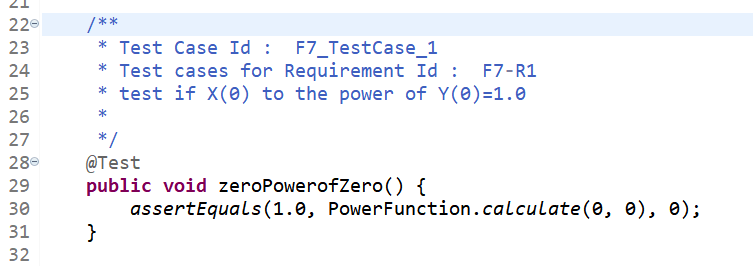 21
22 /**
23 * Test Case Id :  F7_TestCase_1
24 * Test cases for Requirement Id :  F7-R1
25 * test if X(0) to the power of Y(0)=1.0
26 *
27 */
28 @Test
29 public void zeroPowerofZero() {
30 assertEquals(1.0, PowerFunction.calculate(0, 0), 0);
31 }
32